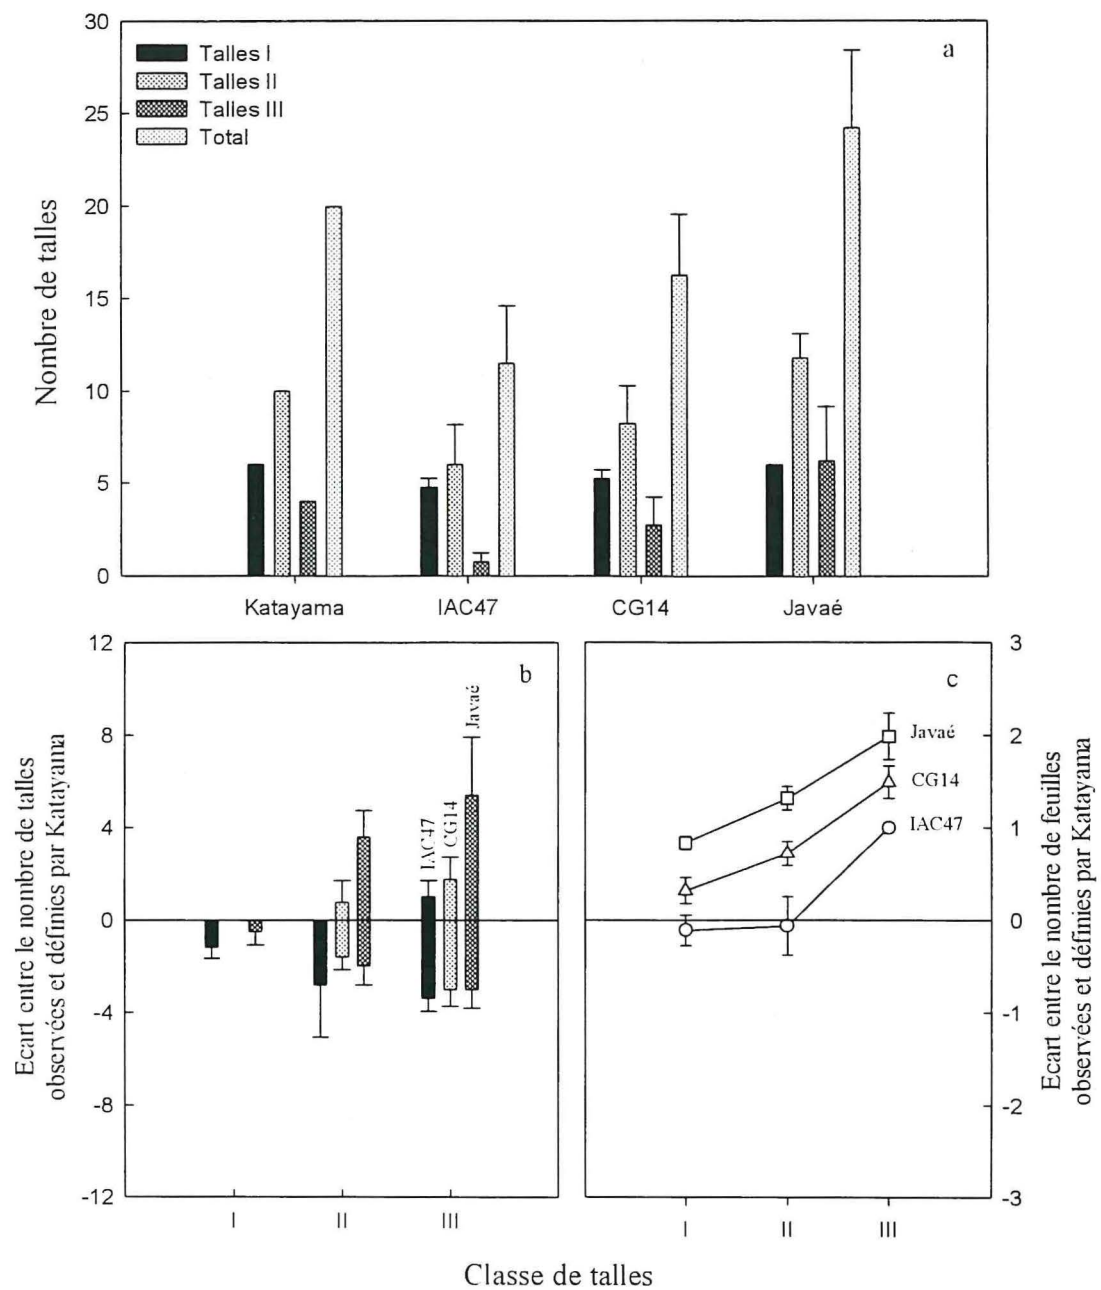 30
25
20
15
10
5
0
Nombre de talles
Talles I
Talles II
Talles III
Total
a
Katayama
IAC47
CG14
Javaé
12
8
4
0
-4
-8
-12
Ecart entre le nombre de talles
observées et définies par Katayama
b
IAC47
CG14
Javaé
I
II
III
c
Javaé
CG14
IAC47
3
2
1
0
-1
-2
-3
Ecart entre le nombre de feuilles
observées et définies par Katayama
I
II
III
Classe de talles